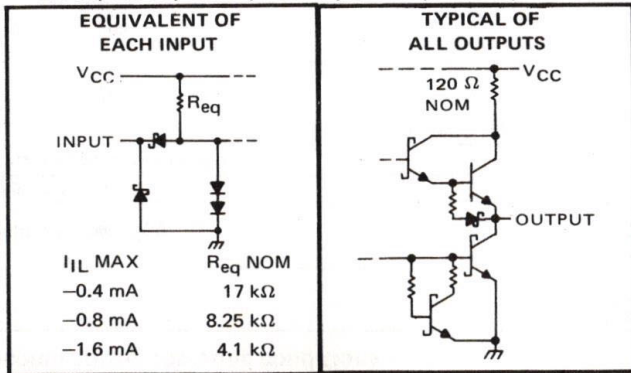 EQUIVALENT OF
EACH INPUT
VCC
Req
INPUT
IIL MAX Req NOM
−0.4 mA 17 kΩ
−0.8 mA 8.25 kΩ
−1.6 mA 4.1 kΩ
TYPICAL OF
ALL OUTPUTS
VCC
120 Ω
NOM
OUTPUT